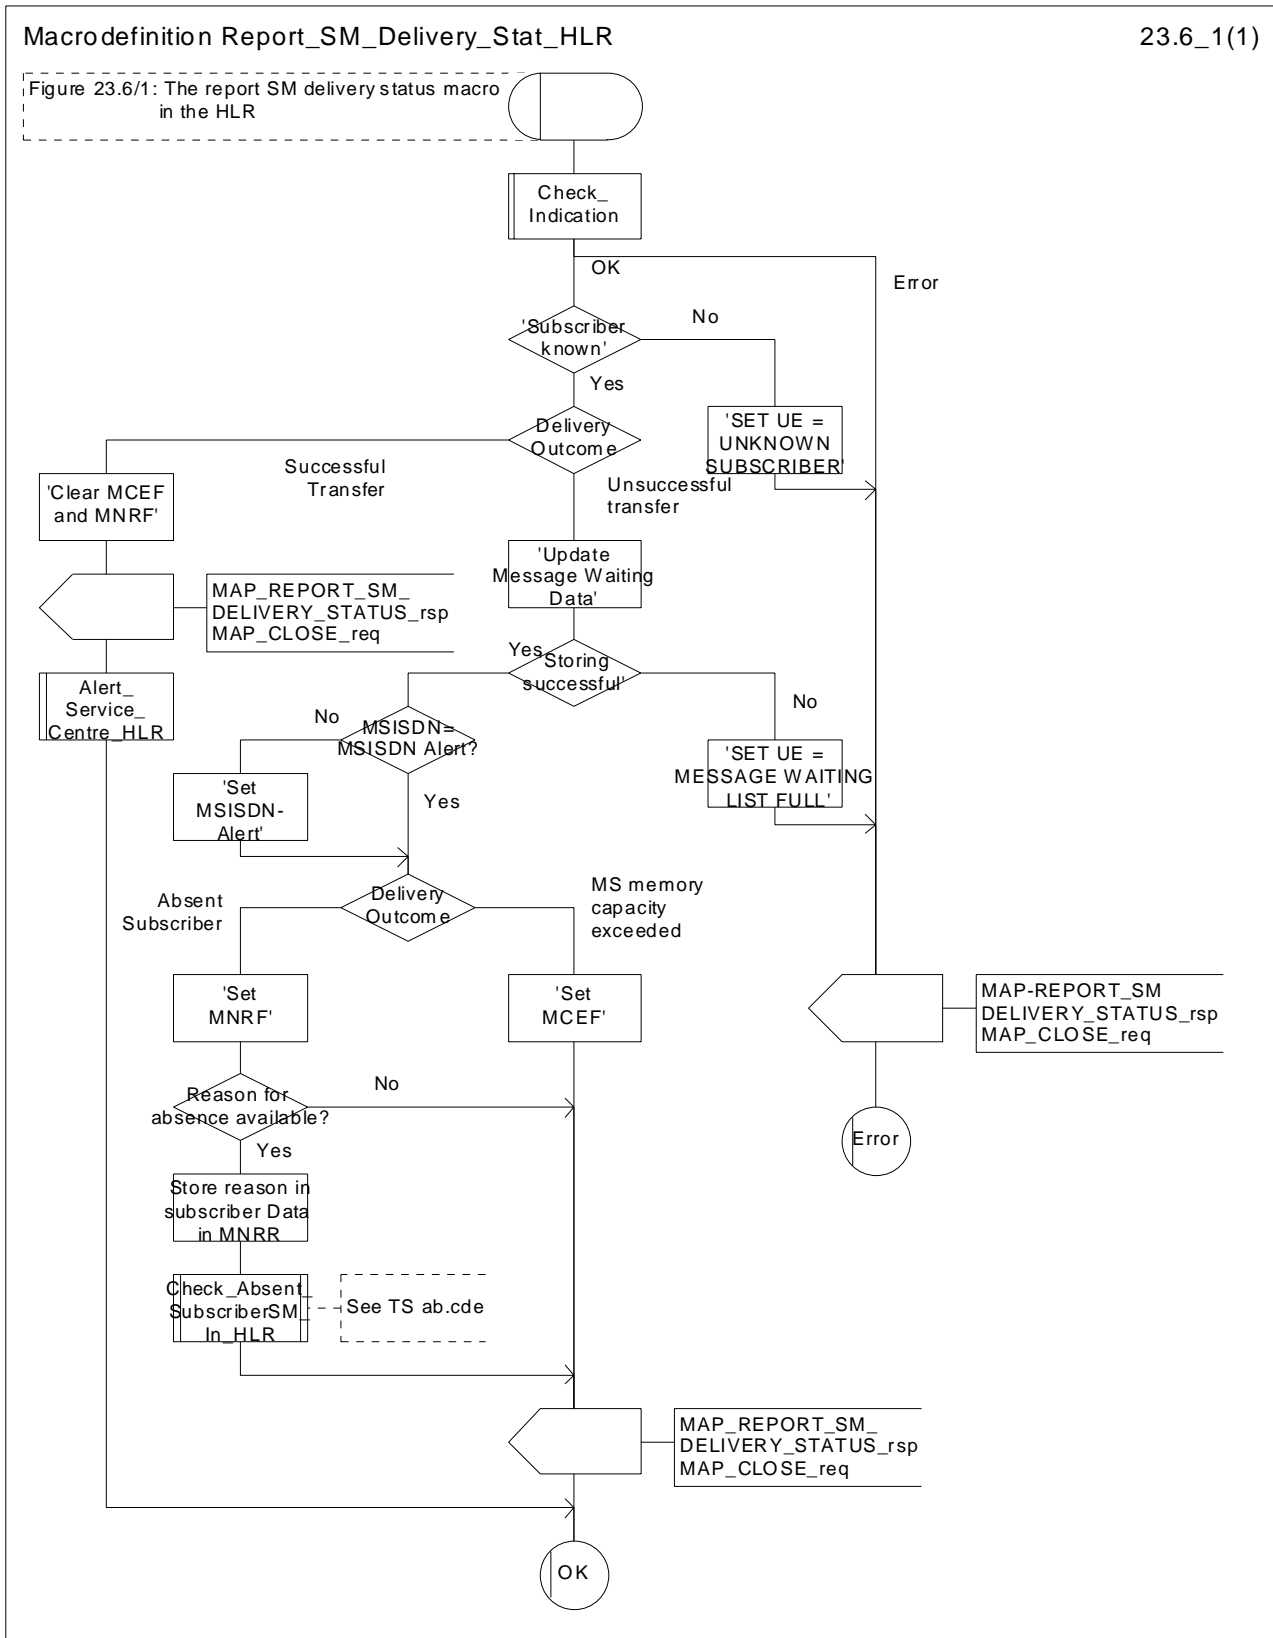 Macrodefinition Report_SM_Delivery_Stat_HLR
23.6_1(1)
Figure 23.6/1: The report SM delivery status macro
in the HLR
Check_
Indication
OK
Error
'Subscriber
known'
No
Yes
Delivery
Outcome
'SET UE =
UNKNOWN
SUBSCRIBER'
Successful
Transfer
Unsuccessful
transfer
'Clear MCEF
and MNRF'
'Update
Message Waiting
Data'
MAP_REPORT_SM_
DELIVERY_STATUS_rsp
MAP_CLOSE_req
Yes
'Storing
successful'
No
Alert_
Service_
Centre_HLR
No
MSISDN=
MSISDN Alert?
'SET UE =
MESSAGE WAITING
LIST FULL'
'Set
MSISDN-
Alert'
Yes
Absent
Subscriber
Delivery
Outcome
MS memory
capacity
exceeded
'Set
MNRF'
'Set
MCEF'
MAP-REPORT_SM
DELIVERY_STATUS_rsp
MAP_CLOSE_req
Reason for
absence available?
No
Yes
Error
Store reason in
subscriber Data
in MNRR
Check_Absent_
SubscriberSM_
In_HLR
See TS ab.cde
MAP_REPORT_SM_
DELIVERY_STATUS_rsp
MAP_CLOSE_req
OK